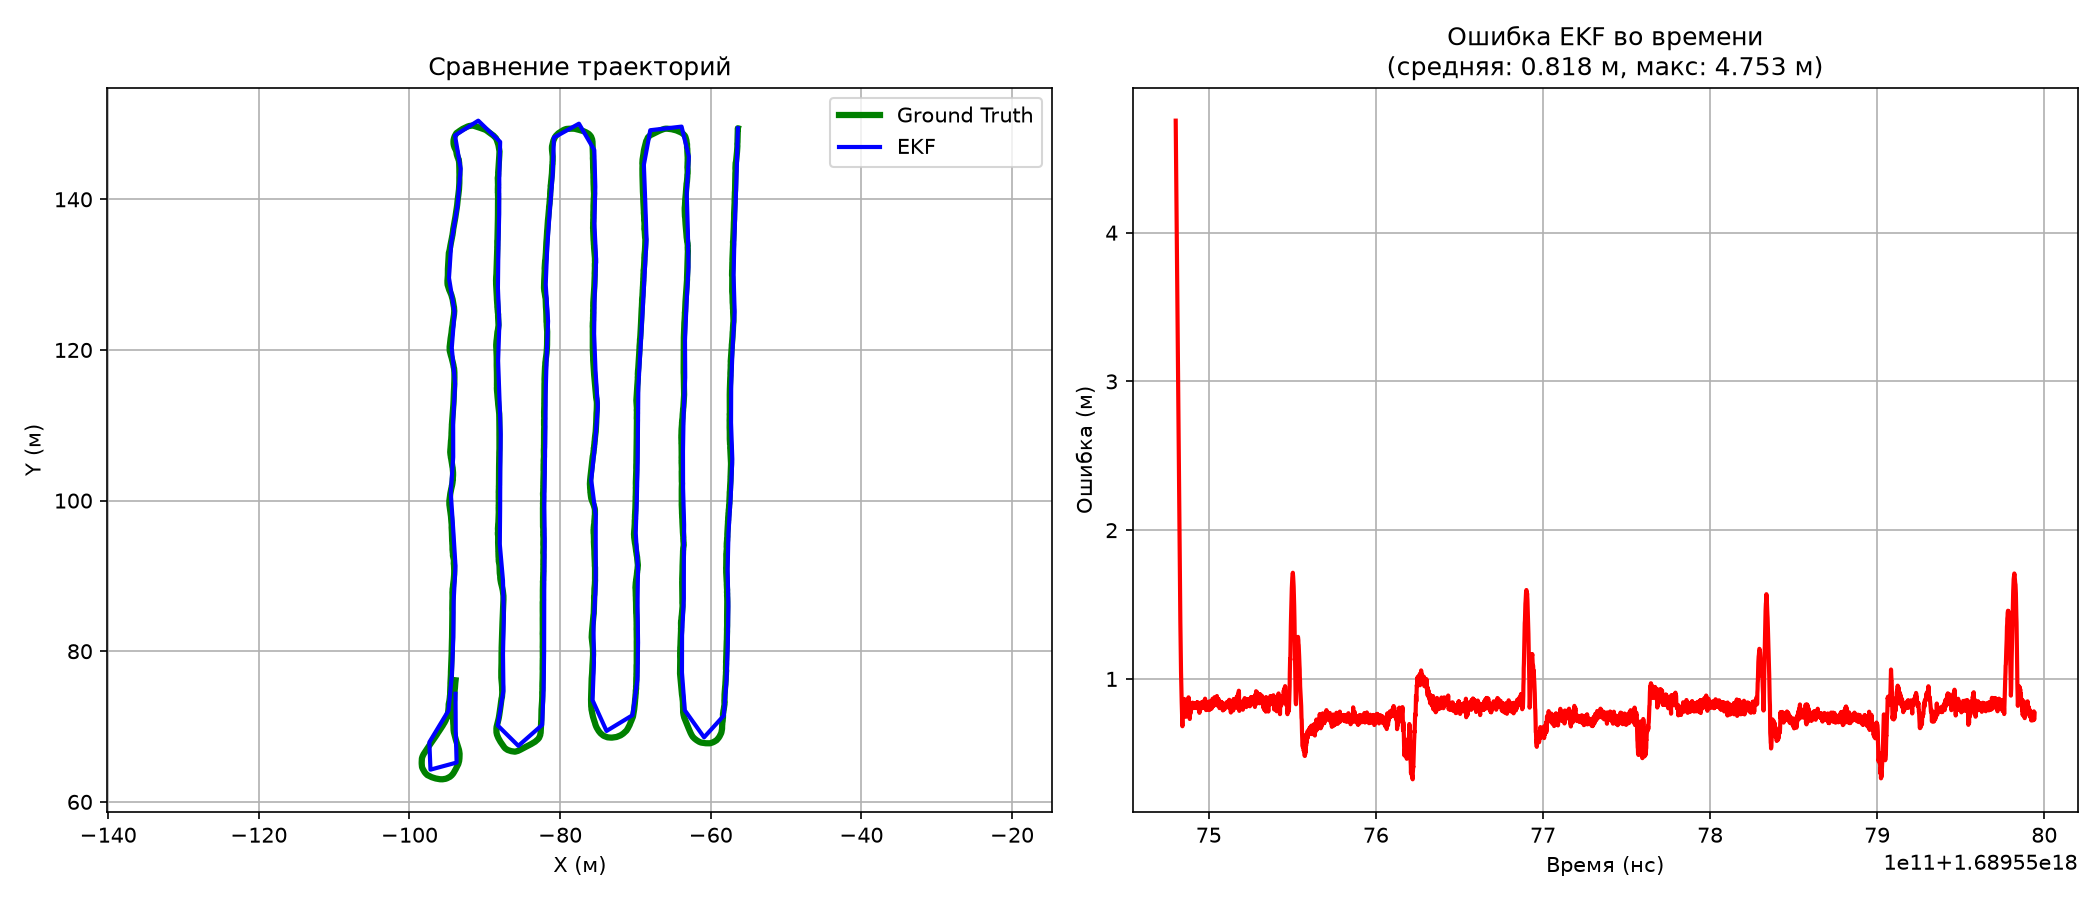 Сравнение траекторий
Ground Truth
EKF
Y (м)
140
120
100
80
60
−140
−120
−100
−80
−60
−40
−20
X (м)
Ошибка EKF во времени
(средняя: 0.818 м, макс: 4.753 м)
Ошибка (м)
4
3
2
1
75
76
77
78
79
80
Время (нс)
1e11+1.68955e18